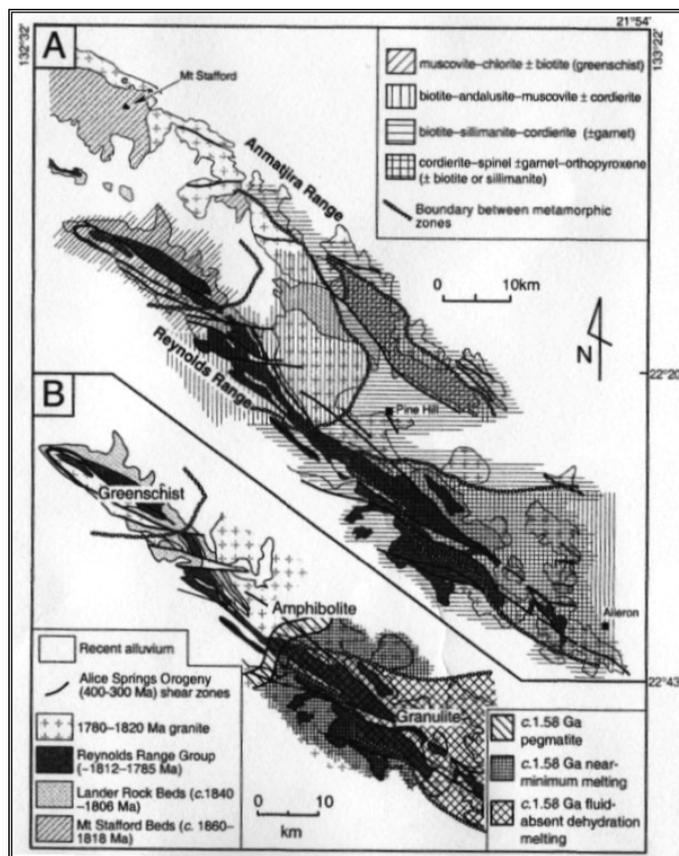 21°54'
132°32'
133°22'
A
Mt Stafford
muscovite–chlorite ± biotite (greenschist)
biotite-andalusite–muscovite ± cordierite
biotite–sillimanite–cordierite (±garnet)
cordierite–spinel ±garnet–orthopyroxene
(± biotite or sillimanite)
Boundary between metamorphic
zones
Anmatjira Range
0 10km
N
Reynolds Range
22°20'
Pine Hill
B
Greenschist
Amphibolite
Aileron
22°43'
Granulite
Recent alluvium
Alice Springs Orogeny
(400-300 Ma) shear zones
1780–1820 Ma granite
Reynolds Range Group
(~1812–1785 Ma)
Lander Rock Beds (c.1840
–1806 Ma)
Mt Stafford Beds (c. 1860–
1818 Ma)
0 10
km
c.1.58 Ga
pegmatite
c.1.58 Ga near-
minimum melting
c.1.58 Ga fluid-
absent dehydration
melting